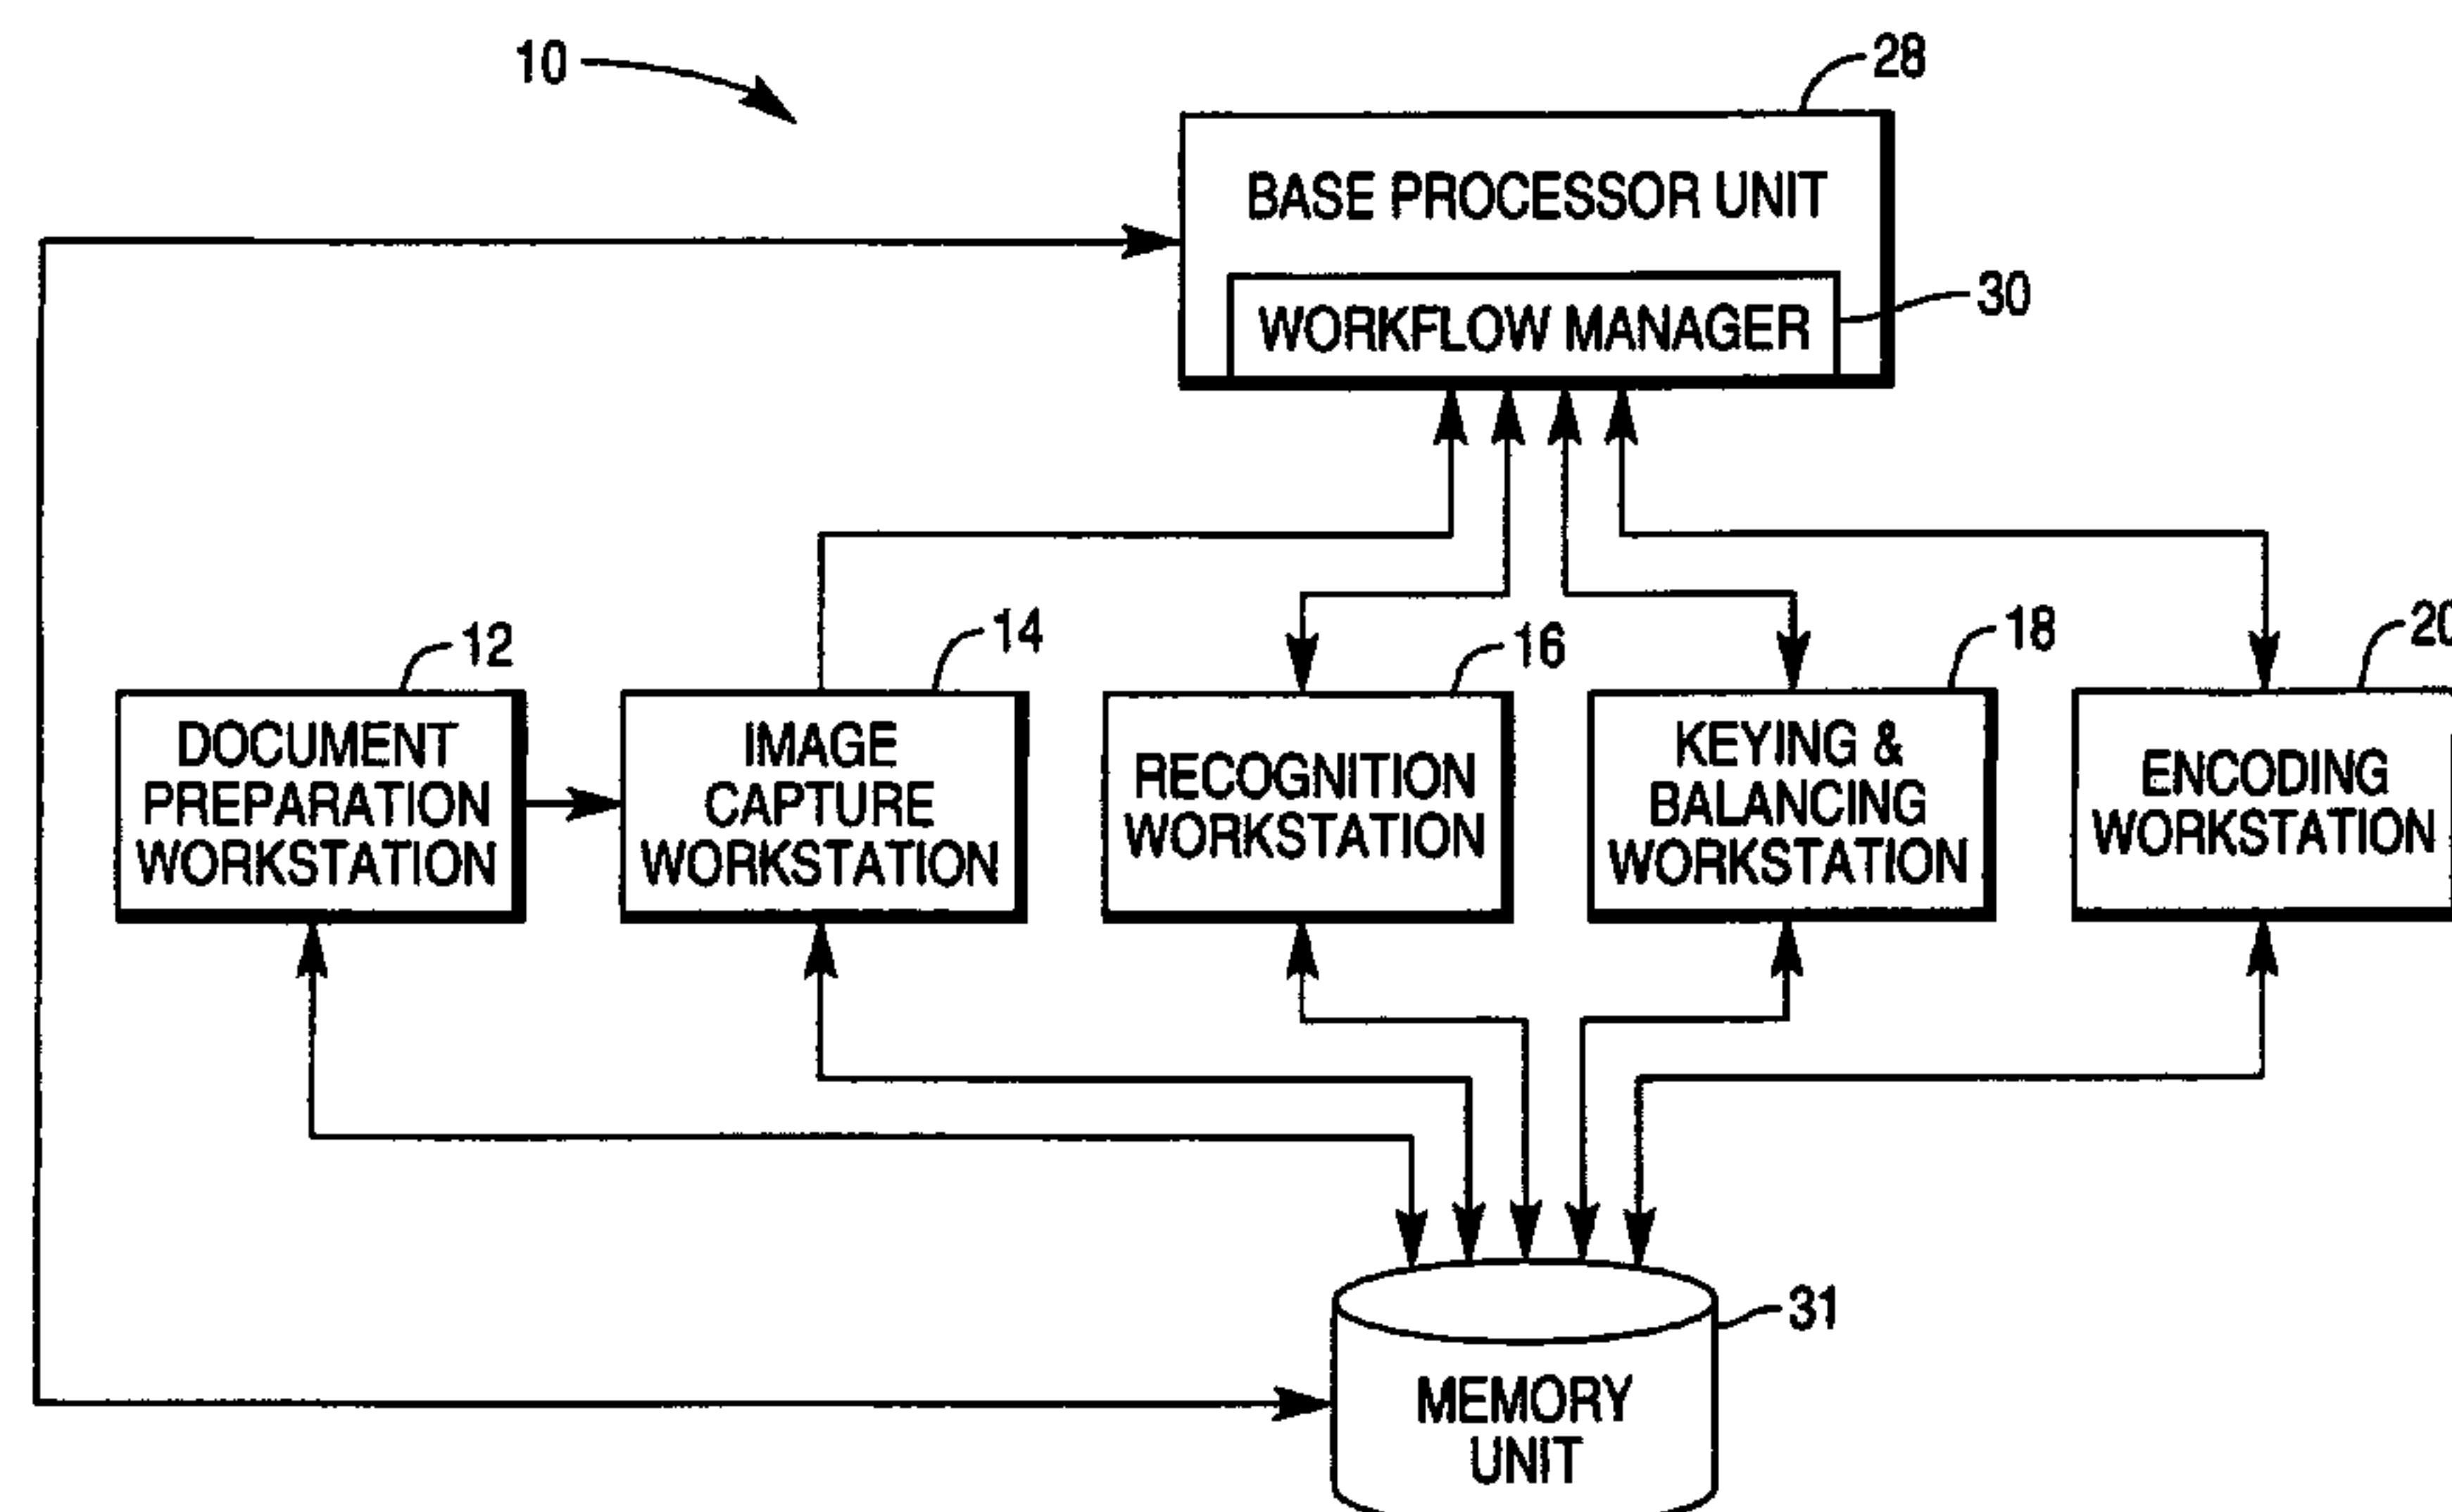 10
28
BASE PROCESSOR UNIT
30
WORKFLOW MANAGER
12
14
16
18
20
DOCUMENT
PREPARATION
WORKSTATION
IMAGE
CAPTURE
WORKSTATION
RECOGNITION
WORKSTATION
KEYING &
BALANCING
WORKSTATION
ENCODING
WORKSTATION
31
MEMORY
UNIT